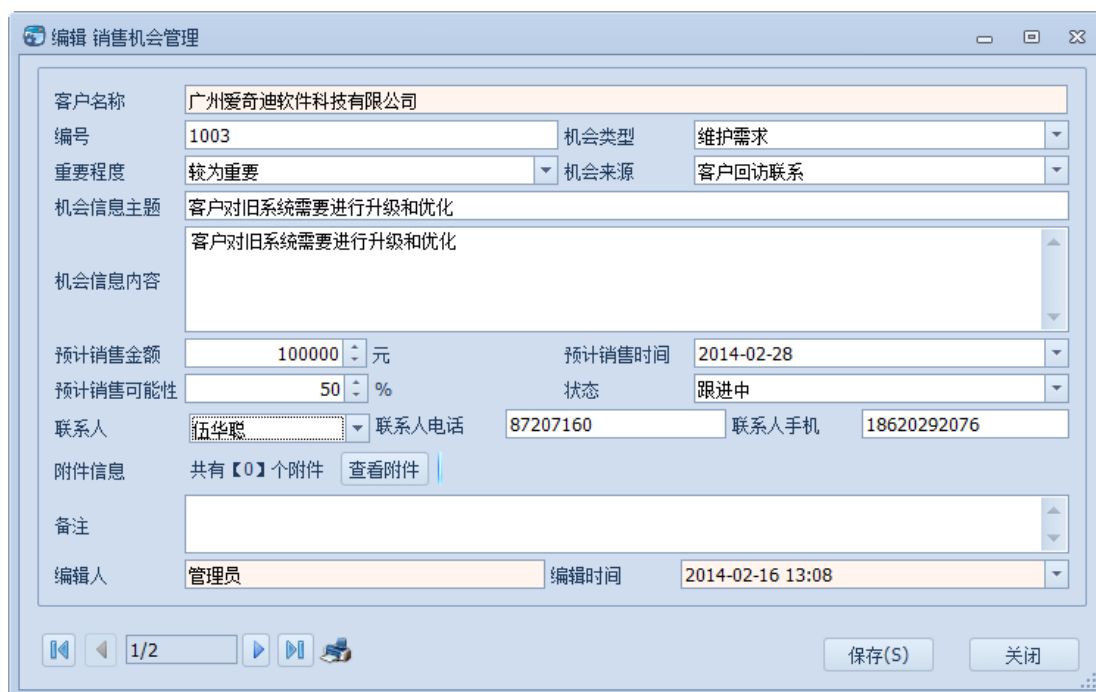 编辑 销售机会管理
客户名称 广州爱奇迪软件科技有限公司
编号 1003 机会类型 维护需求
重要程度 较为重要 机会来源 客户回访联系
机会信息主题 客户对旧系统需要进行升级和优化
机会信息内容 客户对旧系统需要进行升级和优化
预计销售金额 100000 元 预计销售时间 2014-02-28
预计销售可能性 50 % 状态 跟进中
联系人 伍华聪 联系人电话 87207160 联系人手机 18620292076
附件信息 共有【0】个附件 查看附件
备注
编辑人 管理员 编辑时间 2014-02-16 13:08
1/2 保存(S) 关闭